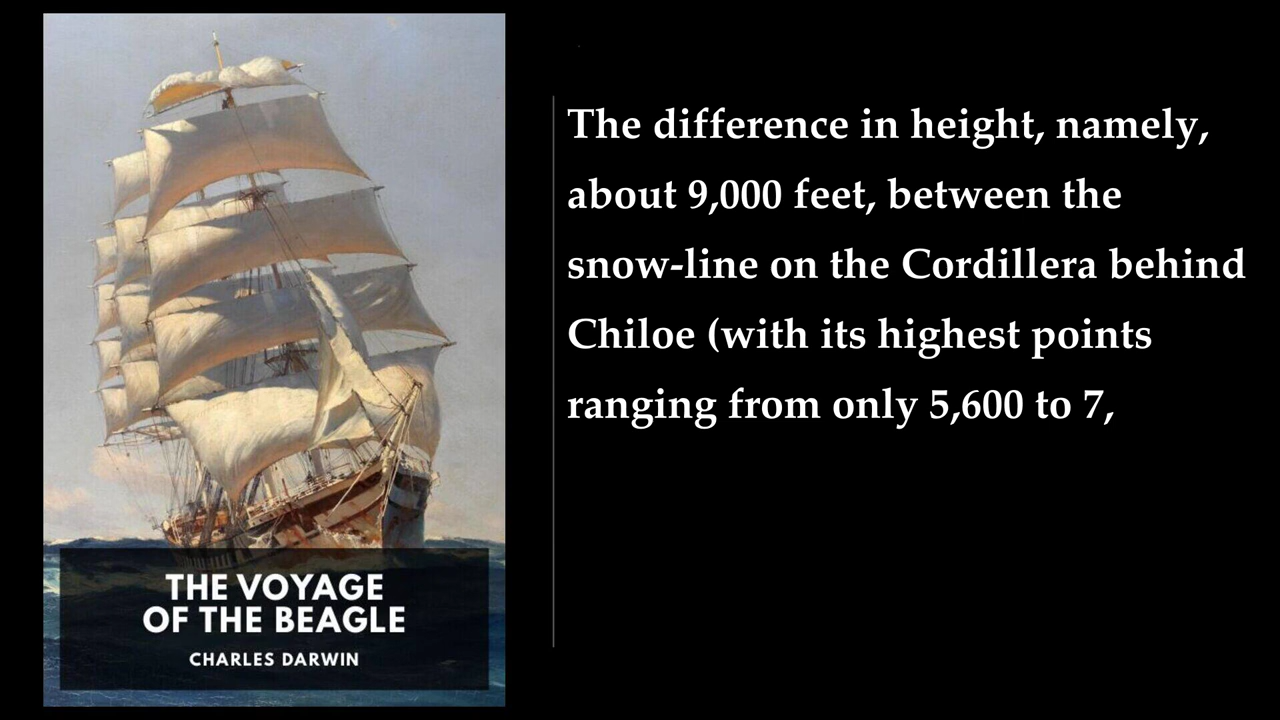 THE VOYAGE
OF THE BEAGLE
CHARLES DARWIN
The difference in height, namely,
about 9,000 feet, between the
snow-line on the Cordillera behind
Chiloe (with its highest points
ranging from only 5,600 to 7,